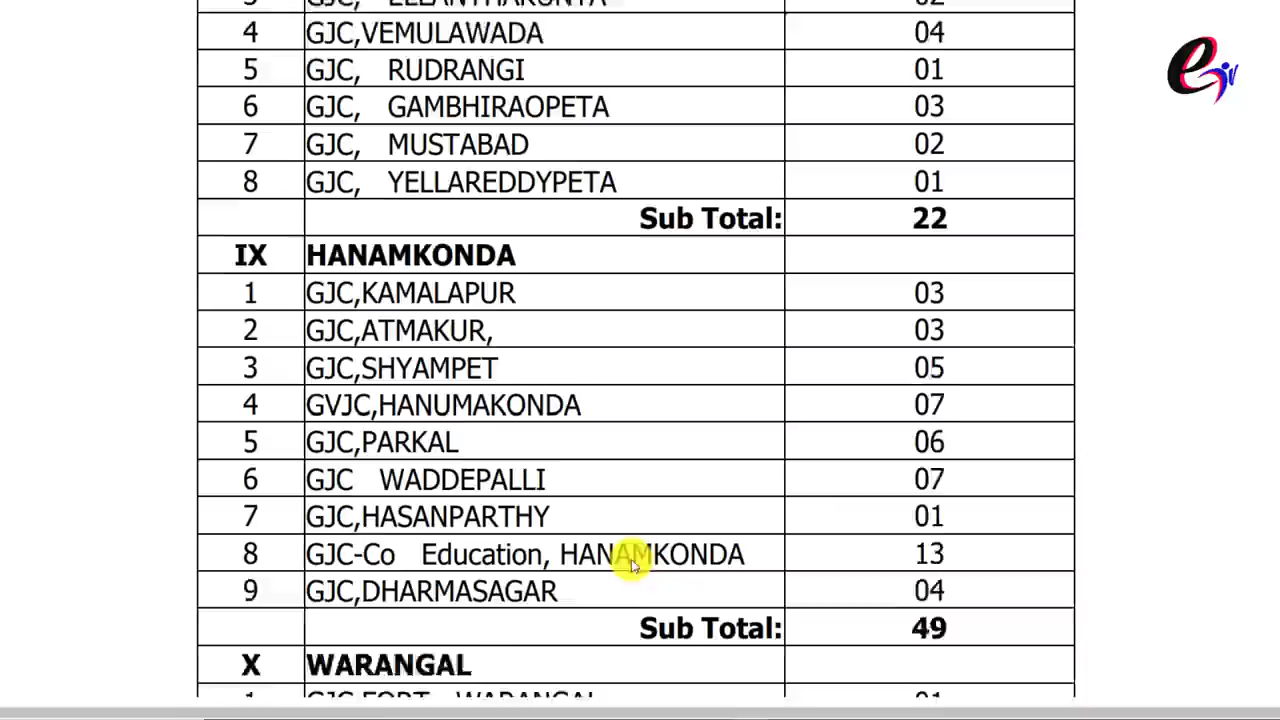 4 GJC,VEMULAWADA 04
5 GJC, RUDRANGI 01
6 GJC, GAMBHIRAOPETA 03
7 GJC, MUSTABAD 02
8 GJC, YELLAREDDYPETA 01
Sub Total: 22
IX HANAMKONDA
1 GJC,KAMALAPUR 03
2 GJC,ATMAKUR, 03
3 GJC,SHYAMPET 05
4 GVJC,HANUMAKONDA 07
5 GJC,PARKAL 06
6 GJC WADDEPALLI 07
7 GJC,HASANPARTHY 01
8 GJC-Co Education, HANAMKONDA 13
9 GJC,DHARMASAGAR 04
Sub Total: 49
X WARANGAL